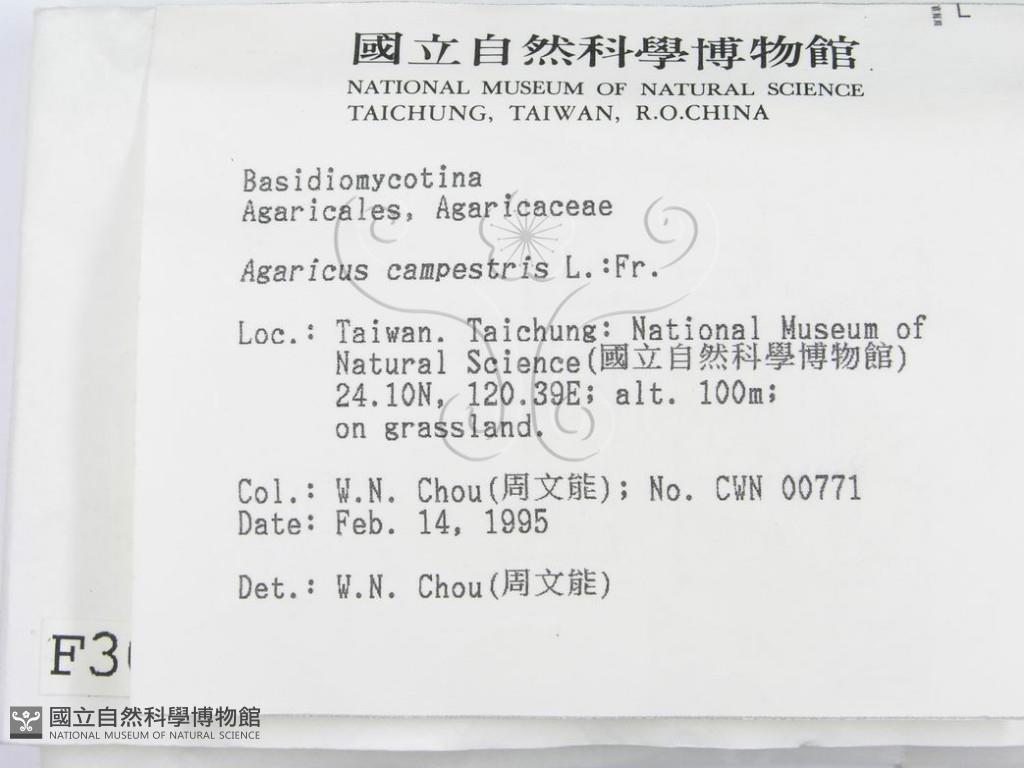 國立自然科學博物館
NATIONAL MUSEUM OF NATURAL SCIENCE
TAICHUNG, TAIWAN, R.O.CHINA
Basidiomycotina
Agaricales, Agaricaceae
Agaricus campestris L.:Fr.
Loc.: Taiwan. Taichung: National Museum of
Natural Science(國立自然科學博物館)
24.10N, 120.39E; alt. 100m;
on grassland.
Col.: W.N. Chou(周文能); No. CWN 00771
Date: Feb. 14, 1995
Det.: W.N. Chou(周文能)
國立自然科學博物館
NATIONAL MUSEUM OF NATURAL SCIENCE